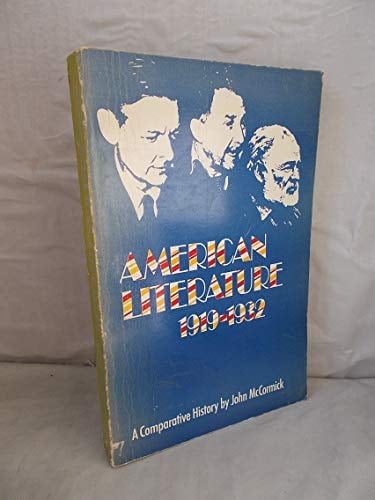 AMERICAN
LITERATURE
1919-1932
A Comparative History by John McCormick